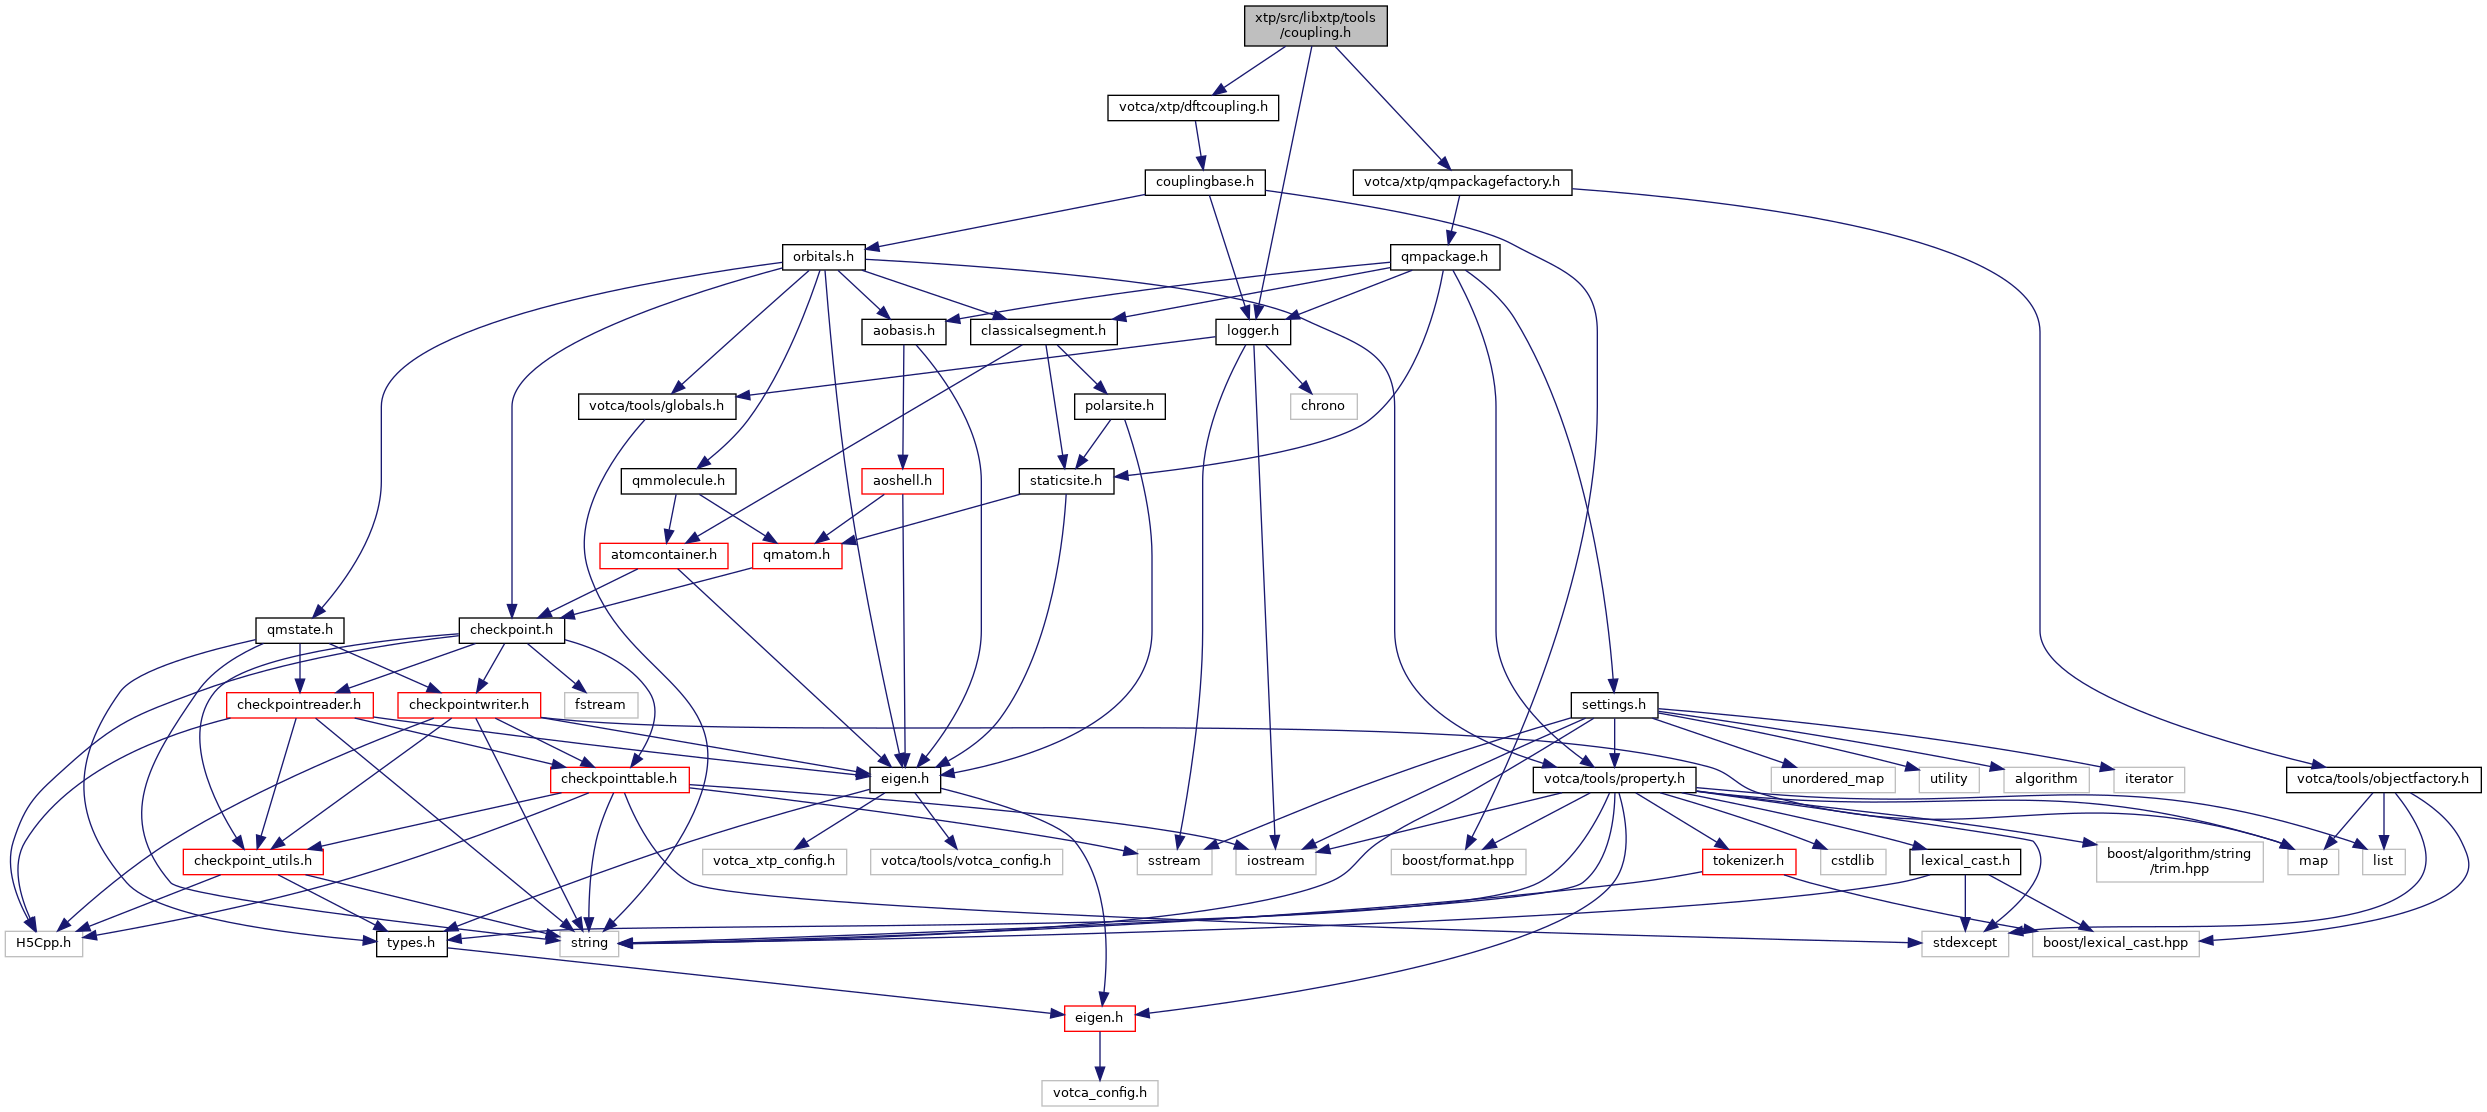 xtp/src/libxtp/tools
/coupling.h
votca/xtp/dftcoupling.h
couplingbase.h
votca/xtp/qmpackagefactory.h
orbitals.h
qmpackage.h
aobasis.h
classicalsegment.h
logger.h
votca/tools/globals.h
polarsite.h
chrono
qmmolecule.h
aoshell.h
staticsite.h
atomcontainer.h
qmatom.h
qmstate.h
checkpoint.h
checkpointreader.h
checkpointwriter.h
fstream
settings.h
checkpointtable.h
eigen.h
votca/tools/property.h
unordered_map
utility
algorithm
iterator
votca/tools/objectfactory.h
checkpoint_utils.h
votca_xtp_config.h
votca/tools/votca_config.h
sstream
iostream
boost/format.hpp
tokenizer.h
cstdlib
lexical_cast.h
boost/algorithm/string
/trim.hpp
map
list
H5Cpp.h
types.h
string
stdexcept
boost/lexical_cast.hpp
eigen.h
votca_config.h